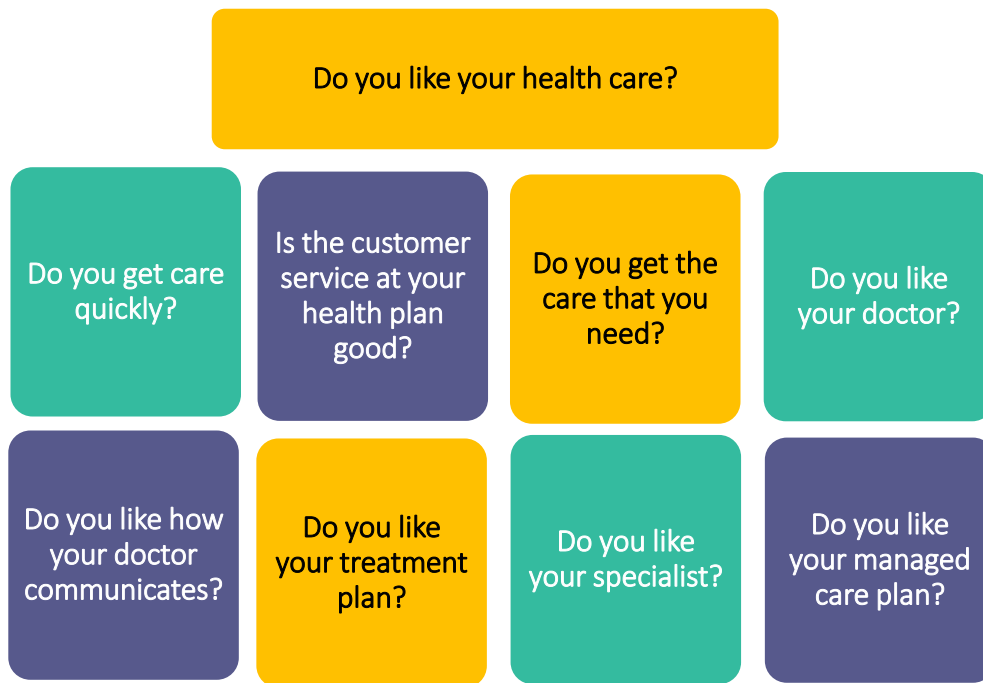 Do you like your health care?
Do you get care
quickly?
Is the customer
service at your
health plan
good?
Do you get the
care that you
need?
Do you like
your doctor?
Do you like how
your doctor
communicates?
Do you like
your treatment
plan?
Do you like
your specialist?
Do you like
your managed
care plan?